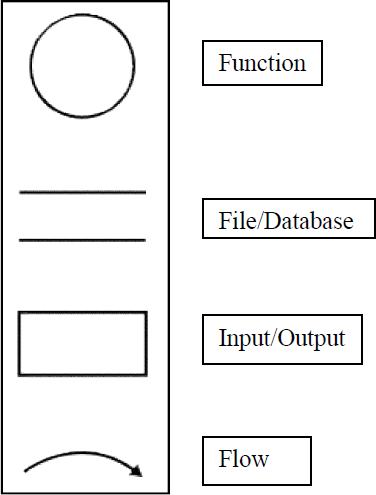 Function
File/Database
Input/Output
Flow